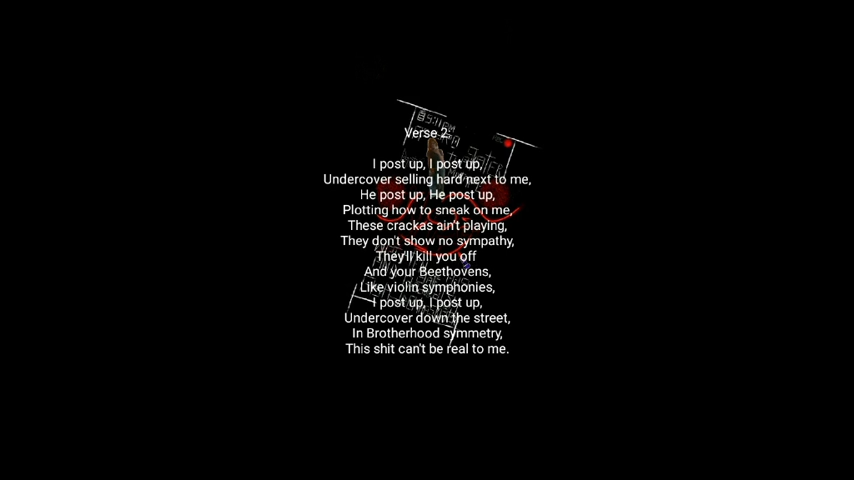 Verse 2:
I post up, I post up,
Undercover selling hard next to me,
He post up, He post up,
Plotting how to sneak on me,
These crackas ain't playing,
They don't show no sympathy,
They'll kill you off
And your Beethovens,
Like violin symphonies,
I post up, I post up,
Undercover down the street,
In Brotherhood symmetry,
This shit can't be real to me.